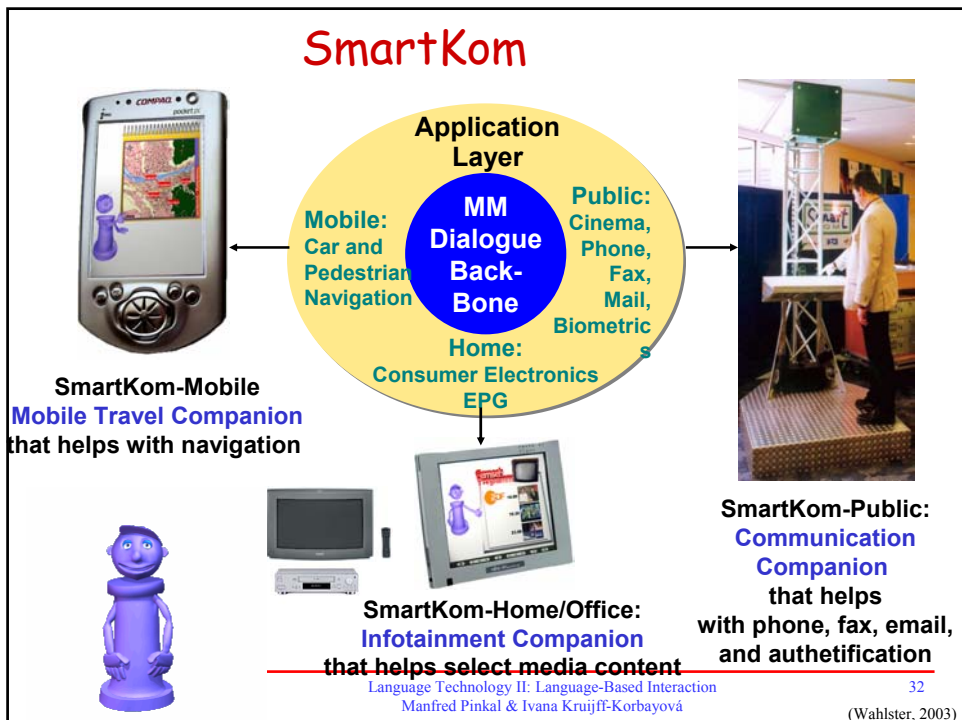 SmartKom
COMPAQ
pocket pc
Application
Layer
MM
Dialogue
Back-
Bone
Mobile:
Car and
Pedestrian
Navigation
Public:
Cinema,
Phone,
Fax,
Mail,
Biometric
s
Home:
Consumer Electronics
EPG
SmartKom-Mobile
Mobile Travel Companion
that helps with navigation
SmartKom-Home/Office:
Infotainment Companion
that helps select media content
SmartKom-Public:
Communication
Companion
that helps
with phone, fax, email,
and authetification
Language Technology II: Language-Based Interaction
Manfred Pinkal & Ivana Kruijff-Korbayová
32
(Wahlster, 2003)